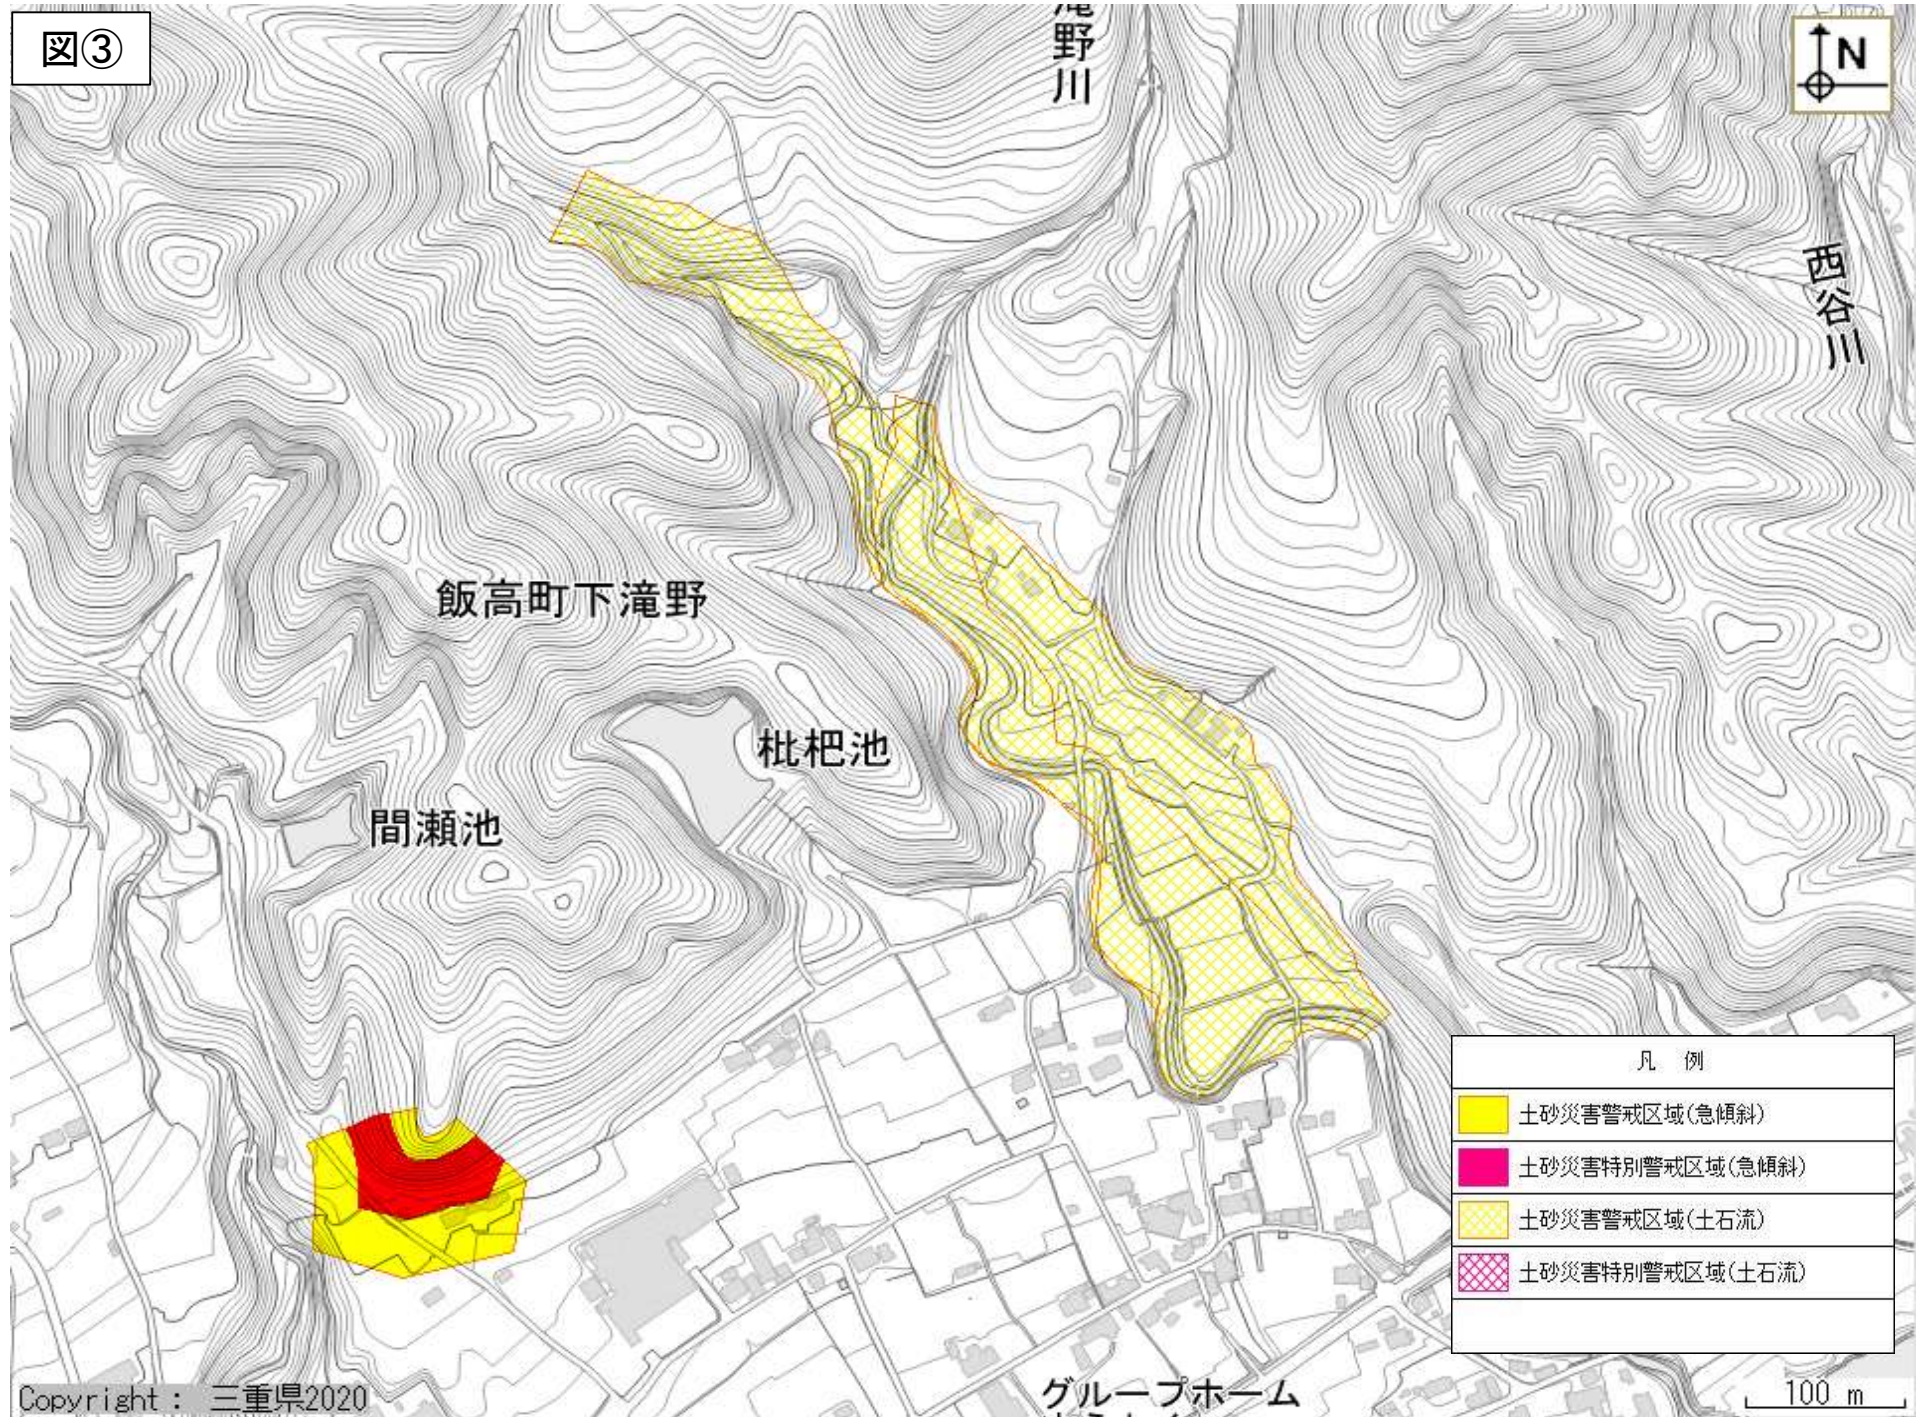 図③
滝野川
N
西谷川
飯高町下滝野
枇杷池
間瀬池
凡 例
土砂災害警戒区域(急傾斜)
土砂災害特別警戒区域(急傾斜)
土砂災害警戒区域(土石流)
土砂災害特別警戒区域(土石流)
グループホーム
Copyright： 三重県2020
100 m